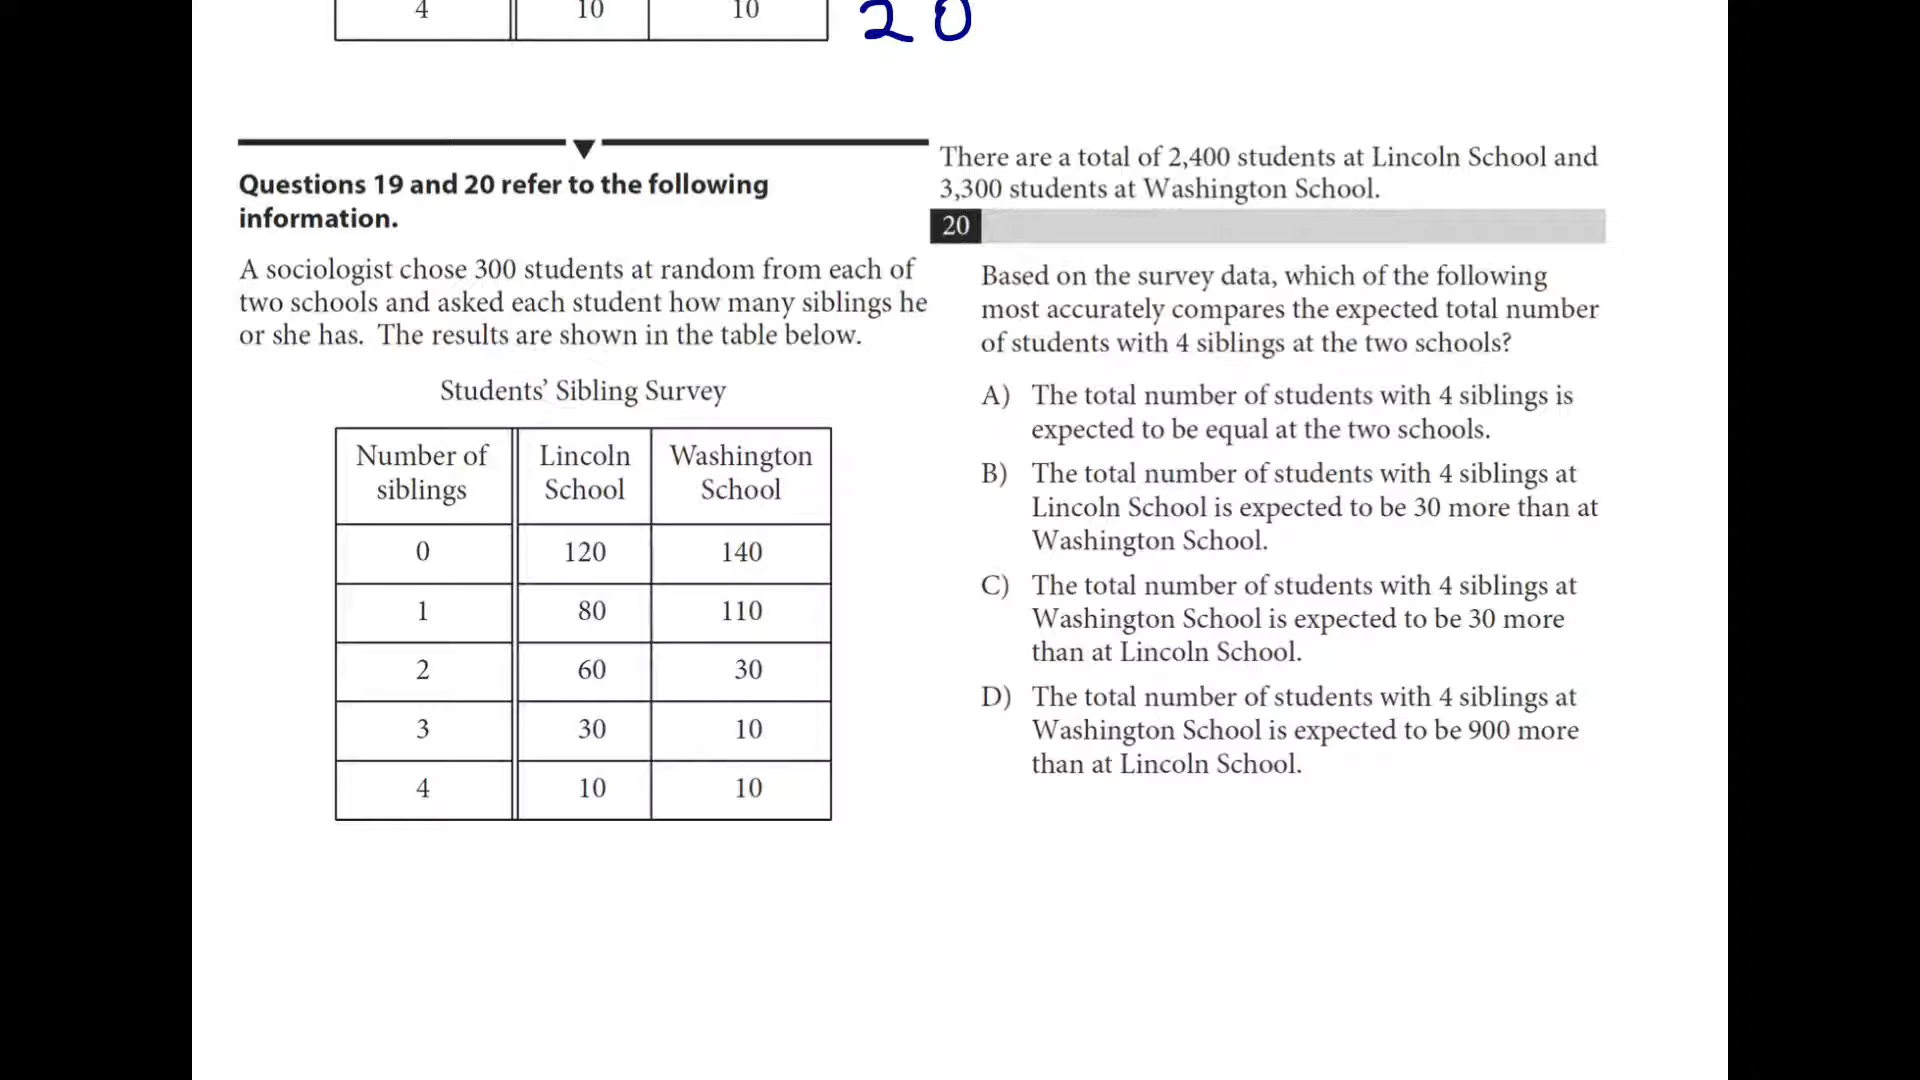 4 10 10 20
Questions 19 and 20 refer to the following
information.
A sociologist chose 300 students at random from each of
two schools and asked each student how many siblings he
or she has. The results are shown in the table below.
Students’ Sibling Survey
Number of siblings Lincoln School Washington School
0 120 140
1 80 110
2 60 30
3 30 10
4 10 10
There are a total of 2,400 students at Lincoln School and
3,300 students at Washington School.
20
Based on the survey data, which of the following
most accurately compares the expected total number
of students with 4 siblings at the two schools?
A) The total number of students with 4 siblings is
expected to be equal at the two schools.
B) The total number of students with 4 siblings at
Lincoln School is expected to be 30 more than at
Washington School.
C) The total number of students with 4 siblings at
Washington School is expected to be 30 more
than at Lincoln School.
D) The total number of students with 4 siblings at
Washington School is expected to be 900 more
than at Lincoln School.